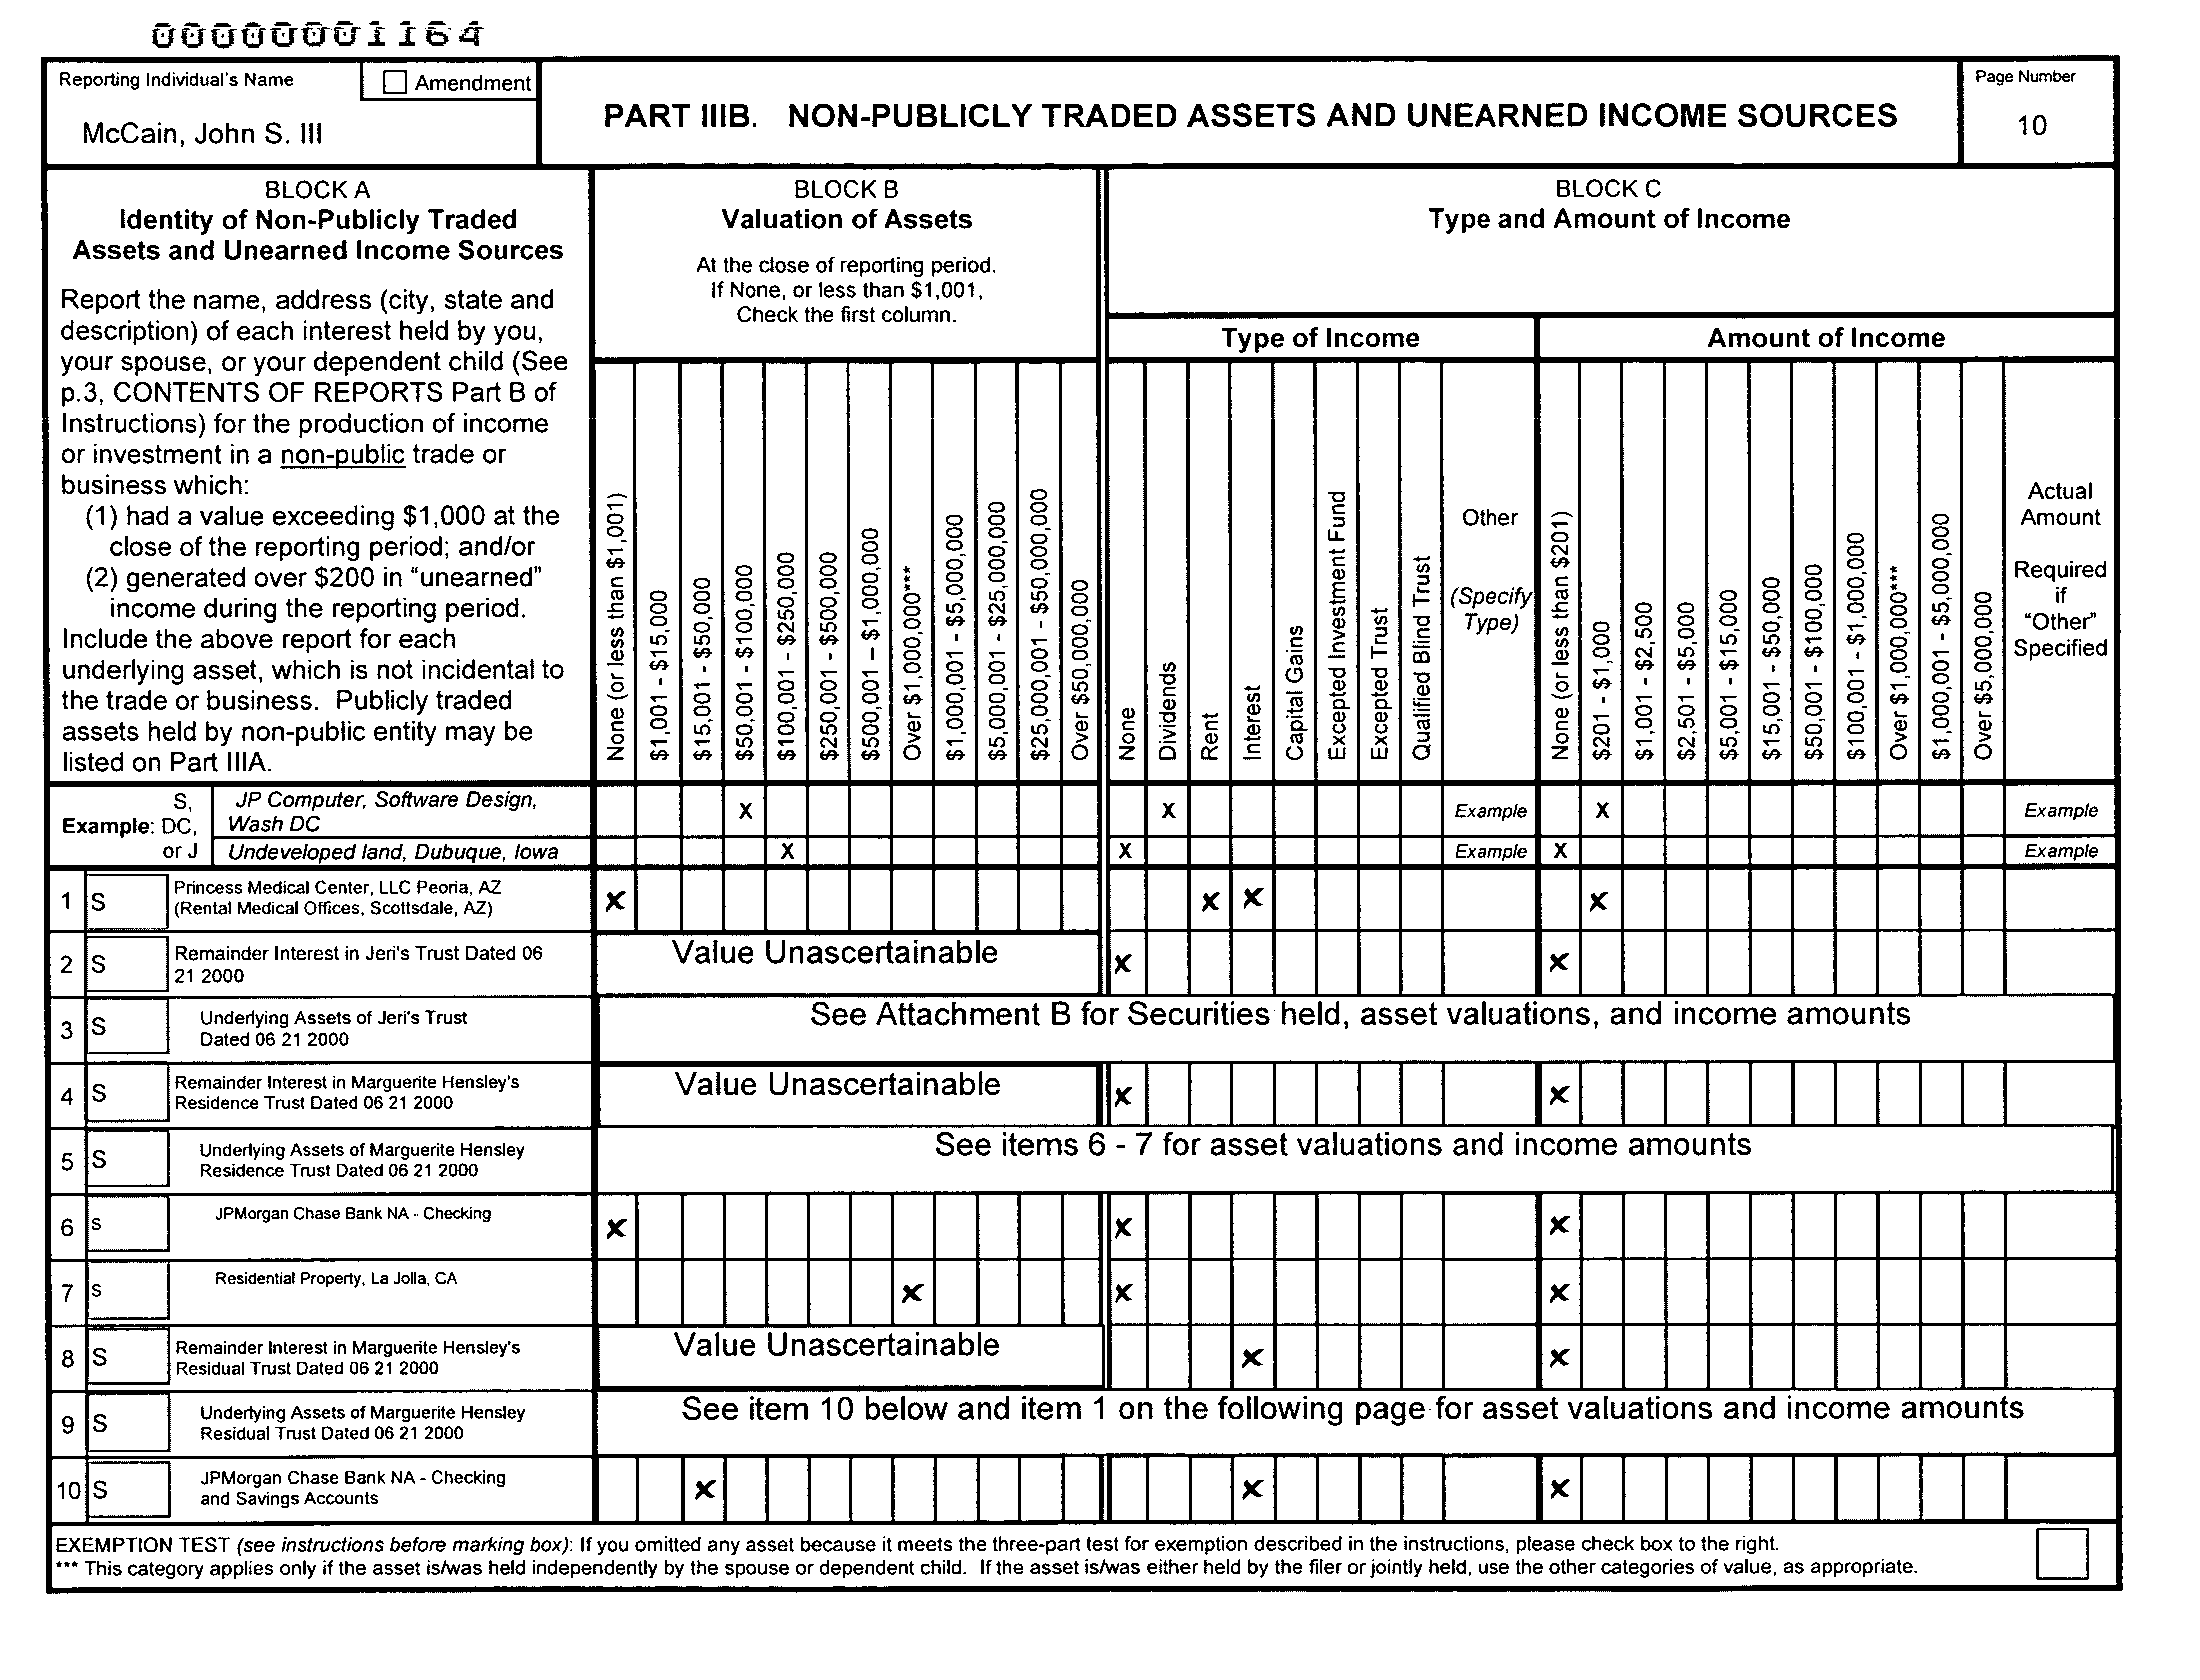 00000001164
Reporting Individual's Name
Amendment
McCain, John S. III
PART IIIB. NON-PUBLICLY TRADED ASSETS AND UNEARNED INCOME SOURCES
Page Number
10
BLOCK A
Identity of Non-Publicly Traded
Assets and Unearned Income Sources
Report the name, address (city, state and
description) of each interest held by you,
your spouse, or your dependent child (See
p.3, CONTENTS OF REPORTS Part B of
Instructions) for the production of income
or investment in a non-public trade or
business which:
(1) had a value exceeding $1,000 at the
close of the reporting period; and/or
(2) generated over $200 in "unearned"
income during the reporting period.
Include the above report for each
underlying asset, which is not incidental to
the trade or business. Publicly traded
assets held by non-public entity may be
listed on Part IIIA.
BLOCK B
Valuation of Assets
At the close of reporting period.
If None, or less than $1,001,
Check the first column.
None (or less than $1,001)
$1,001 - $15,000
$15,001 - $50,000
$50,001 - $100,000
$100,001 - $250,000
$250,001 - $500,000
$500,001 – $1,000,000
Over $1,000,000***
$1,000,001 - $5,000,000
$5,000,001 - $25,000,000
$25,000,001 - $50,000,000
Over $50,000,000
BLOCK C
Type and Amount of Income
Type of Income
None
Dividends
Rent
Interest
Capital Gains
Excepted Investment Fund
Excepted Trust
Qualified Blind Trust
Other
(Specify
Type)
Amount of Income
None (or less than $201)
$201 - $1,000
$1,001 - $2,500
$2,501 - $5,000
$5,001 - $15,000
$15,001 - $50,000
$50,001 - $100,000
$100,001 - $1,000,000
Over $1,000,000***
$1,000,001 - $5,000,000
Over $5,000,000
Actual
Amount
Required
if
"Other"
Specified
Example: S, DC, or J
JP Computer, Software Design,
Wash DC
X X Example X Example
Undeveloped land, Dubuque, Iowa X X Example X Example
1 S Princess Medical Center, LLC Peoria, AZ
(Rental Medical Offices, Scottsdale, AZ)
X X X X
2 S Remainder Interest in Jeri's Trust Dated 06
21 2000
Value Unascertainable X X
3 S Underlying Assets of Jeri's Trust
Dated 06 21 2000
See Attachment B for Securities held, asset valuations, and income amounts
4 S Remainder Interest in Marguerite Hensley's
Residence Trust Dated 06 21 2000
Value Unascertainable X X
5 S Underlying Assets of Marguerite Hensley
Residence Trust Dated 06 21 2000
See items 6 - 7 for asset valuations and income amounts
6 S JPMorgan Chase Bank NA - Checking X X X
7 S Residential Property, La Jolla, CA X X X
8 S Remainder Interest in Marguerite Hensley's
Residual Trust Dated 06 21 2000
Value Unascertainable X X
9 S Underlying Assets of Marguerite Hensley
Residual Trust Dated 06 21 2000
See item 10 below and item 1 on the following page for asset valuations and income amounts
10 S JPMorgan Chase Bank NA - Checking
and Savings Accounts
X X X
EXEMPTION TEST (see instructions before marking box): If you omitted any asset because it meets the three-part test for exemption described in the instructions, please check box to the right.
*** This category applies only if the asset is/was held independently by the spouse or dependent child. If the asset is/was either held by the filer or jointly held, use the other categories of value, as appropriate.